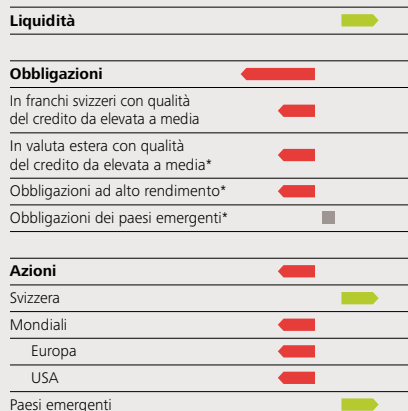 Liquidità
Obbligazioni
In franchi svizzeri con qualità
del credito da elevata a media
In valuta estera con qualità
del credito da elevata a media*
Obbligazioni ad alto rendimento*
Obbligazioni dei paesi emergenti*
Azioni
Svizzera
Mondiali
Europa
USA
Paesi emergenti